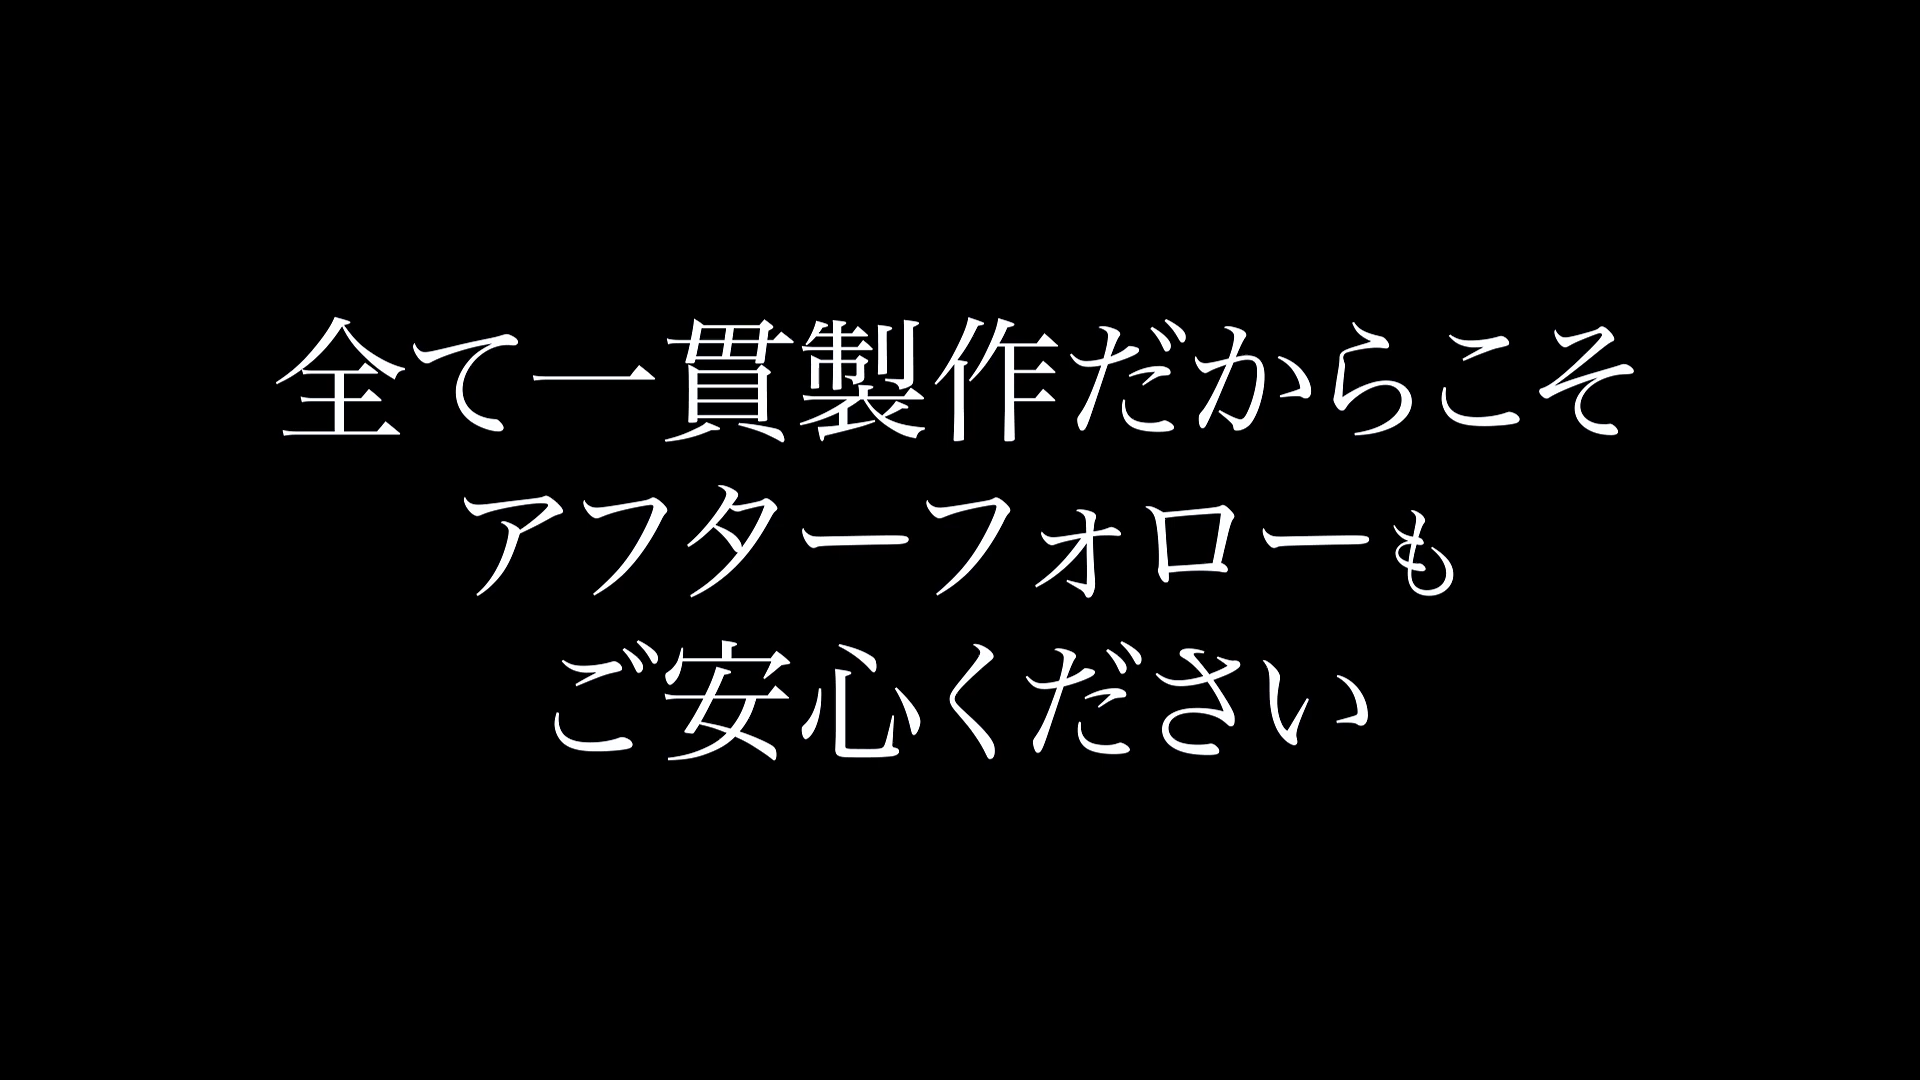 全て一貫製作だからこそ
アフターフォローも
ご安心ください